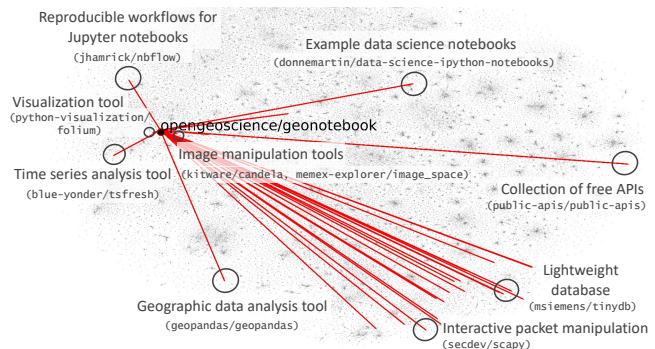 Reproducible workflows for
Jupyter notebooks
(jhamrick/nbflow)
Example data science notebooks
(donnemartin/data-science-ipython-notebooks)
Visualization tool
(python-visualization/
folium)
opengeoscience/geonotebook
Time series analysis tool
(blue-yonder/tsfresh)
Image manipulation tools
(kitware/candela, memex-explorer/image_space)
Collection of free APIs
(public-apis/public-apis)
Geographic data analysis tool
(geopandas/geopandas)
Lightweight
database
(msiemens/tinydb)
Interactive packet manipulation
(secdev/scapy)